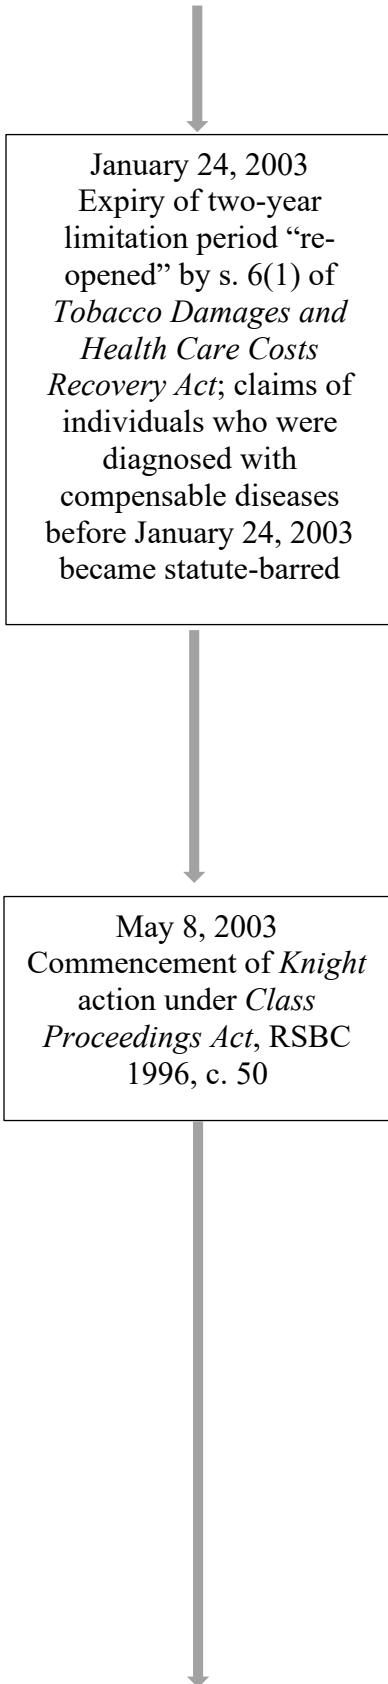 January 24, 2003
Expiry of two-year
limitation period “re-
opened” by s. 6(1) of
Tobacco Damages and
Health Care Costs
Recovery Act; claims of
individuals who were
diagnosed with
compensable diseases
before January 24, 2003
became statute-barred
May 8, 2003
Commencement of Knight
action under Class
Proceedings Act, RSBC
1996, c. 50